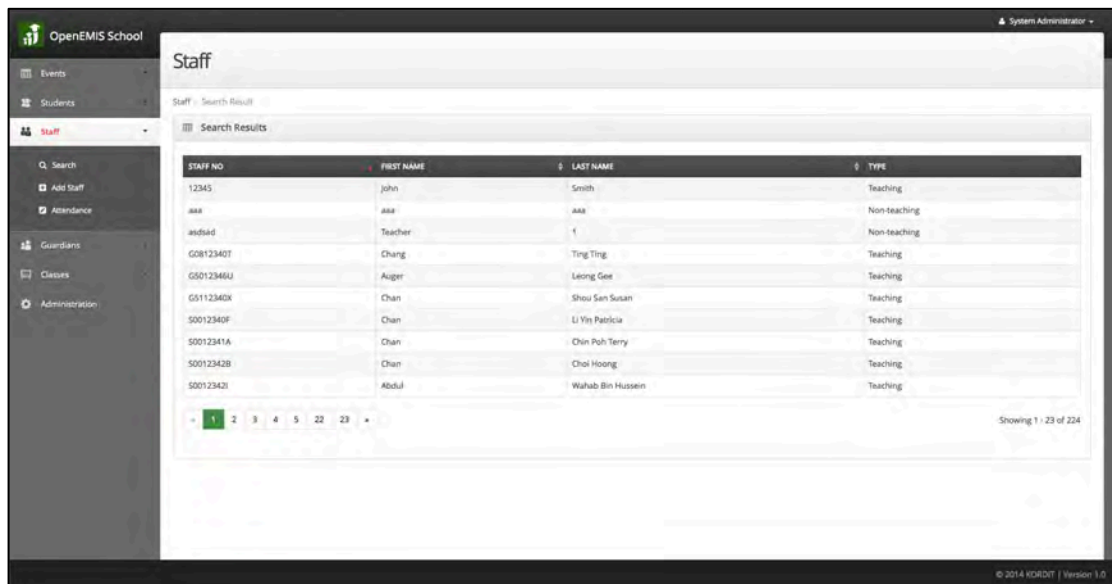 System Administrator
OpenEMIS School
Events
Students
Staff
Search
Add Staff
Attendance
Guardians
Classes
Administration
Staff
Staff / Search Result
Search Results
STAFF NO FIRST NAME LAST NAME TYPE
12345 John Smith Teaching
aaa aaa aaa Non-teaching
asdsad Teacher 1 Non-teaching
G0812340T Chang Ting Ting Teaching
G5012346U Auger Leong Gee Teaching
G5112340X Chan Shou San Susan Teaching
S0012340F Chan Li Yin Patricia Teaching
S0012341A Chan Chin Poh Terry Teaching
S0012342B Chan Choi Hoong Teaching
S0012342I Abdul Wahab Bin Hussein Teaching
« 1 2 3 4 5 22 23 »
Showing 1 - 23 of 224
© 2014 KORDIT | Version 1.0